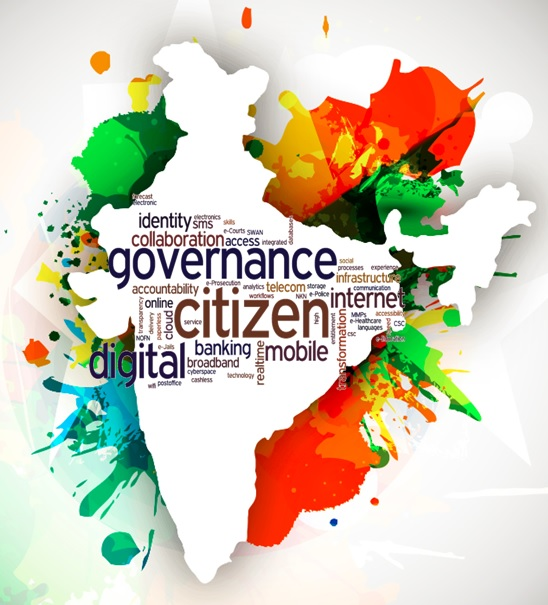 forecast
electronic
identity electronics
sms skills
e-Courts SWAN
collaboration access integrated database
governance
social
processes experience
accountability e-Prosecution analytics telecom storage infrastructure
workflows NKN e-Police communication
online citizen internet
transparency delivery paperless cloud service high entitlement MMPs accessibility
e-Healthcare
languages CSC
NOFN e-Jails csc
digital banking realtime mobile transformation
broadband
cyberspace
wifi postoffice cashless technology